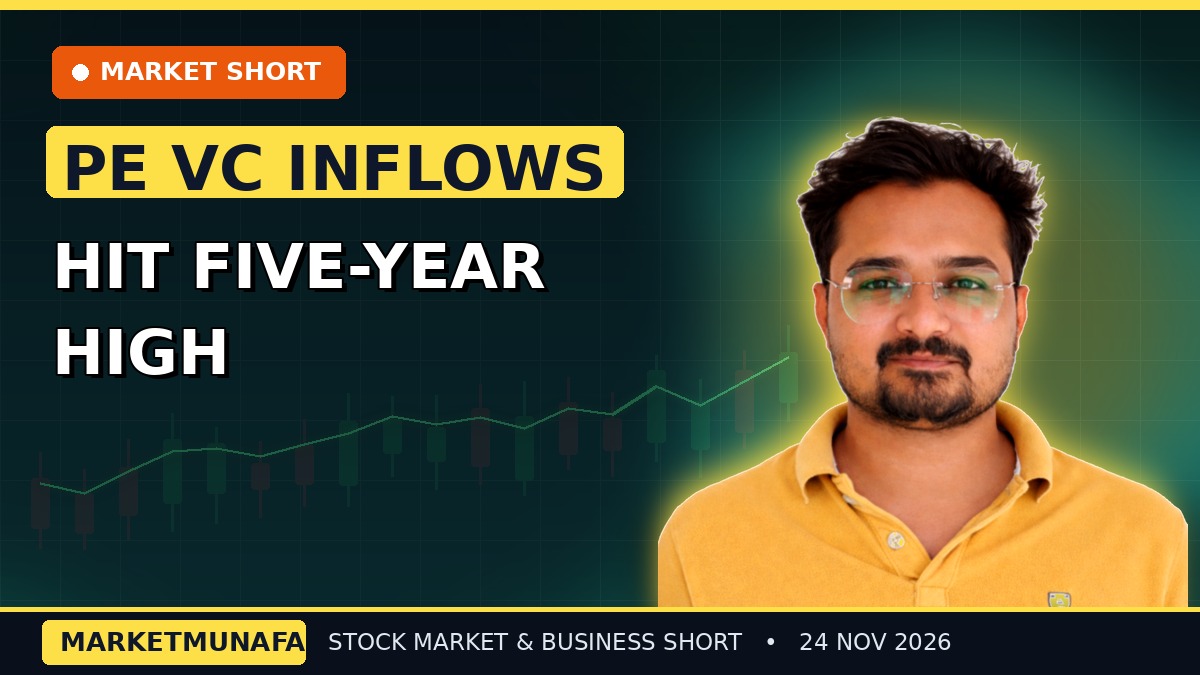 MARKET SHORT
PE VC INFLOWS
HIT FIVE-YEAR
HIGH
MARKETMUNAFA STOCK MARKET & BUSINESS SHORT • 24 NOV 2026